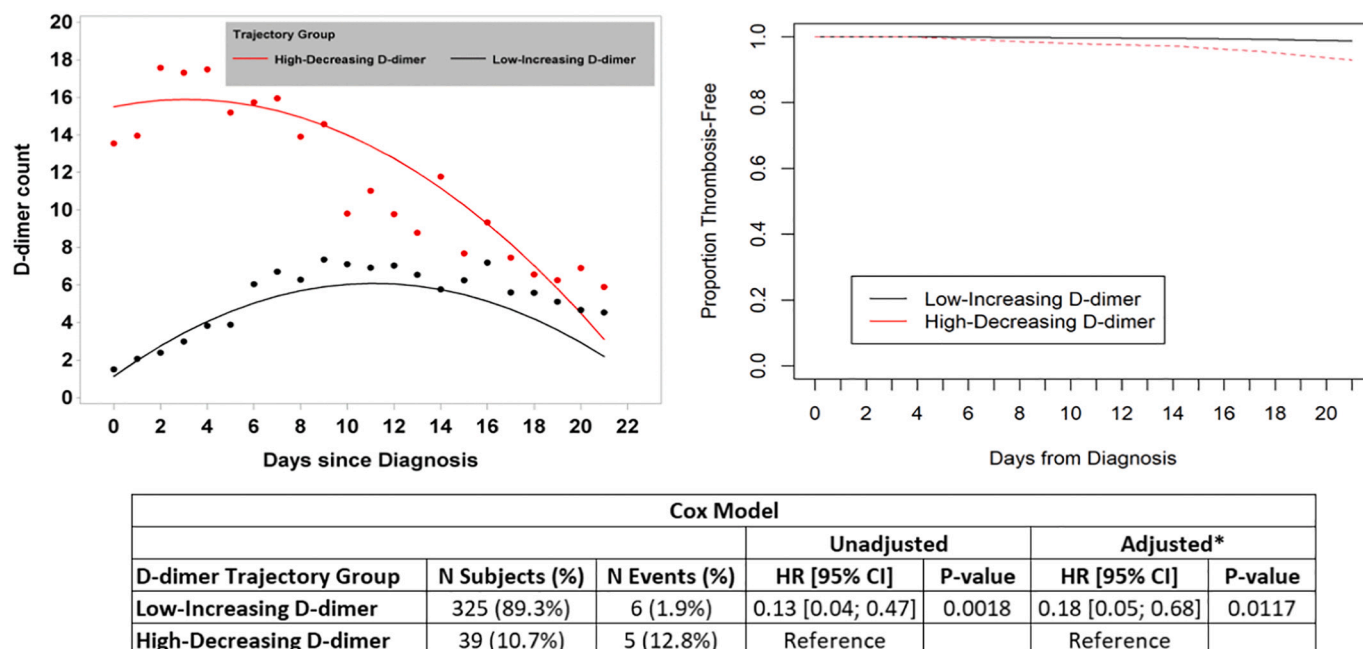 20
18
16
14
12
10
8
6
4
2
0
D-dimer count
Trajectory Group
High-Decreasing D-dimer Low-Increasing D-dimer
0 2 4 6 8 10 12 14 16 18 20 22
Days since Diagnosis
1.0
0.8
0.6
0.4
0.2
0.0
Proportion Thrombosis-Free
Low-Increasing D-dimer
High-Decreasing D-dimer
0 2 4 6 8 10 12 14 16 18 20
Days from Diagnosis
Cox Model
Unadjusted Adjusted*
D-dimer Trajectory Group N Subjects (%) N Events (%) HR [95% CI] P-value HR [95% CI] P-value
Low-Increasing D-dimer 325 (89.3%) 6 (1.9%) 0.13 [0.04; 0.47] 0.0018 0.18 [0.05; 0.68] 0.0117
High-Decreasing D-dimer 39 (10.7%) 5 (12.8%) Reference Reference